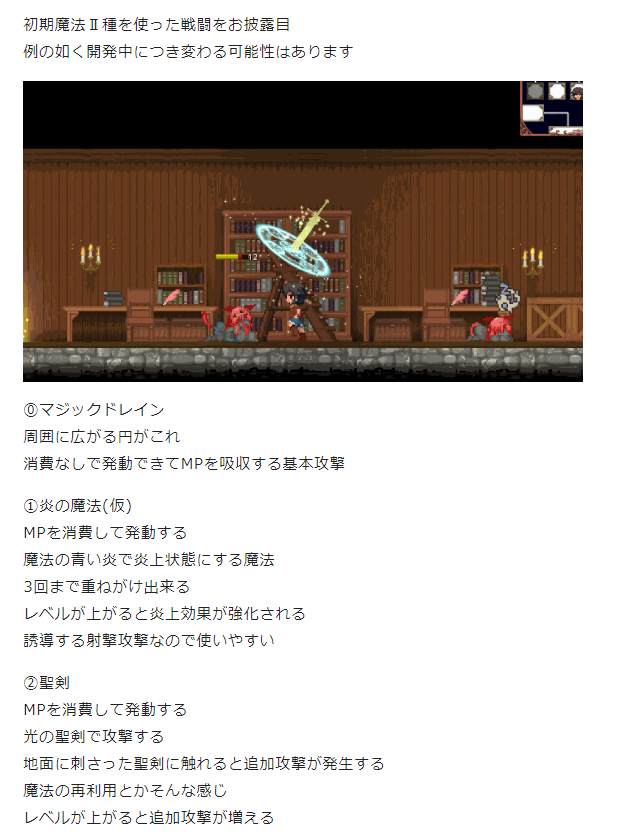 初期魔法Ⅱ種を使った戦闘をお披露目
例の如く開発中につき変わる可能性はあります
12
⓪マジックドレイン
周囲に広がる円がこれ
消費なしで発動できてMPを吸収する基本攻撃
①炎の魔法(仮)
MPを消費して発動する
魔法の青い炎で炎上状態にする魔法
3回まで重ねがけ出来る
レベルが上がると炎上効果が強化される
誘導する射撃攻撃なので使いやすい
②聖剣
MPを消費して発動する
光の聖剣で攻撃する
地面に刺さった聖剣に触れると追加攻撃が発生する
魔法の再利用とかそんな感じ
レベルが上がると追加攻撃が増える